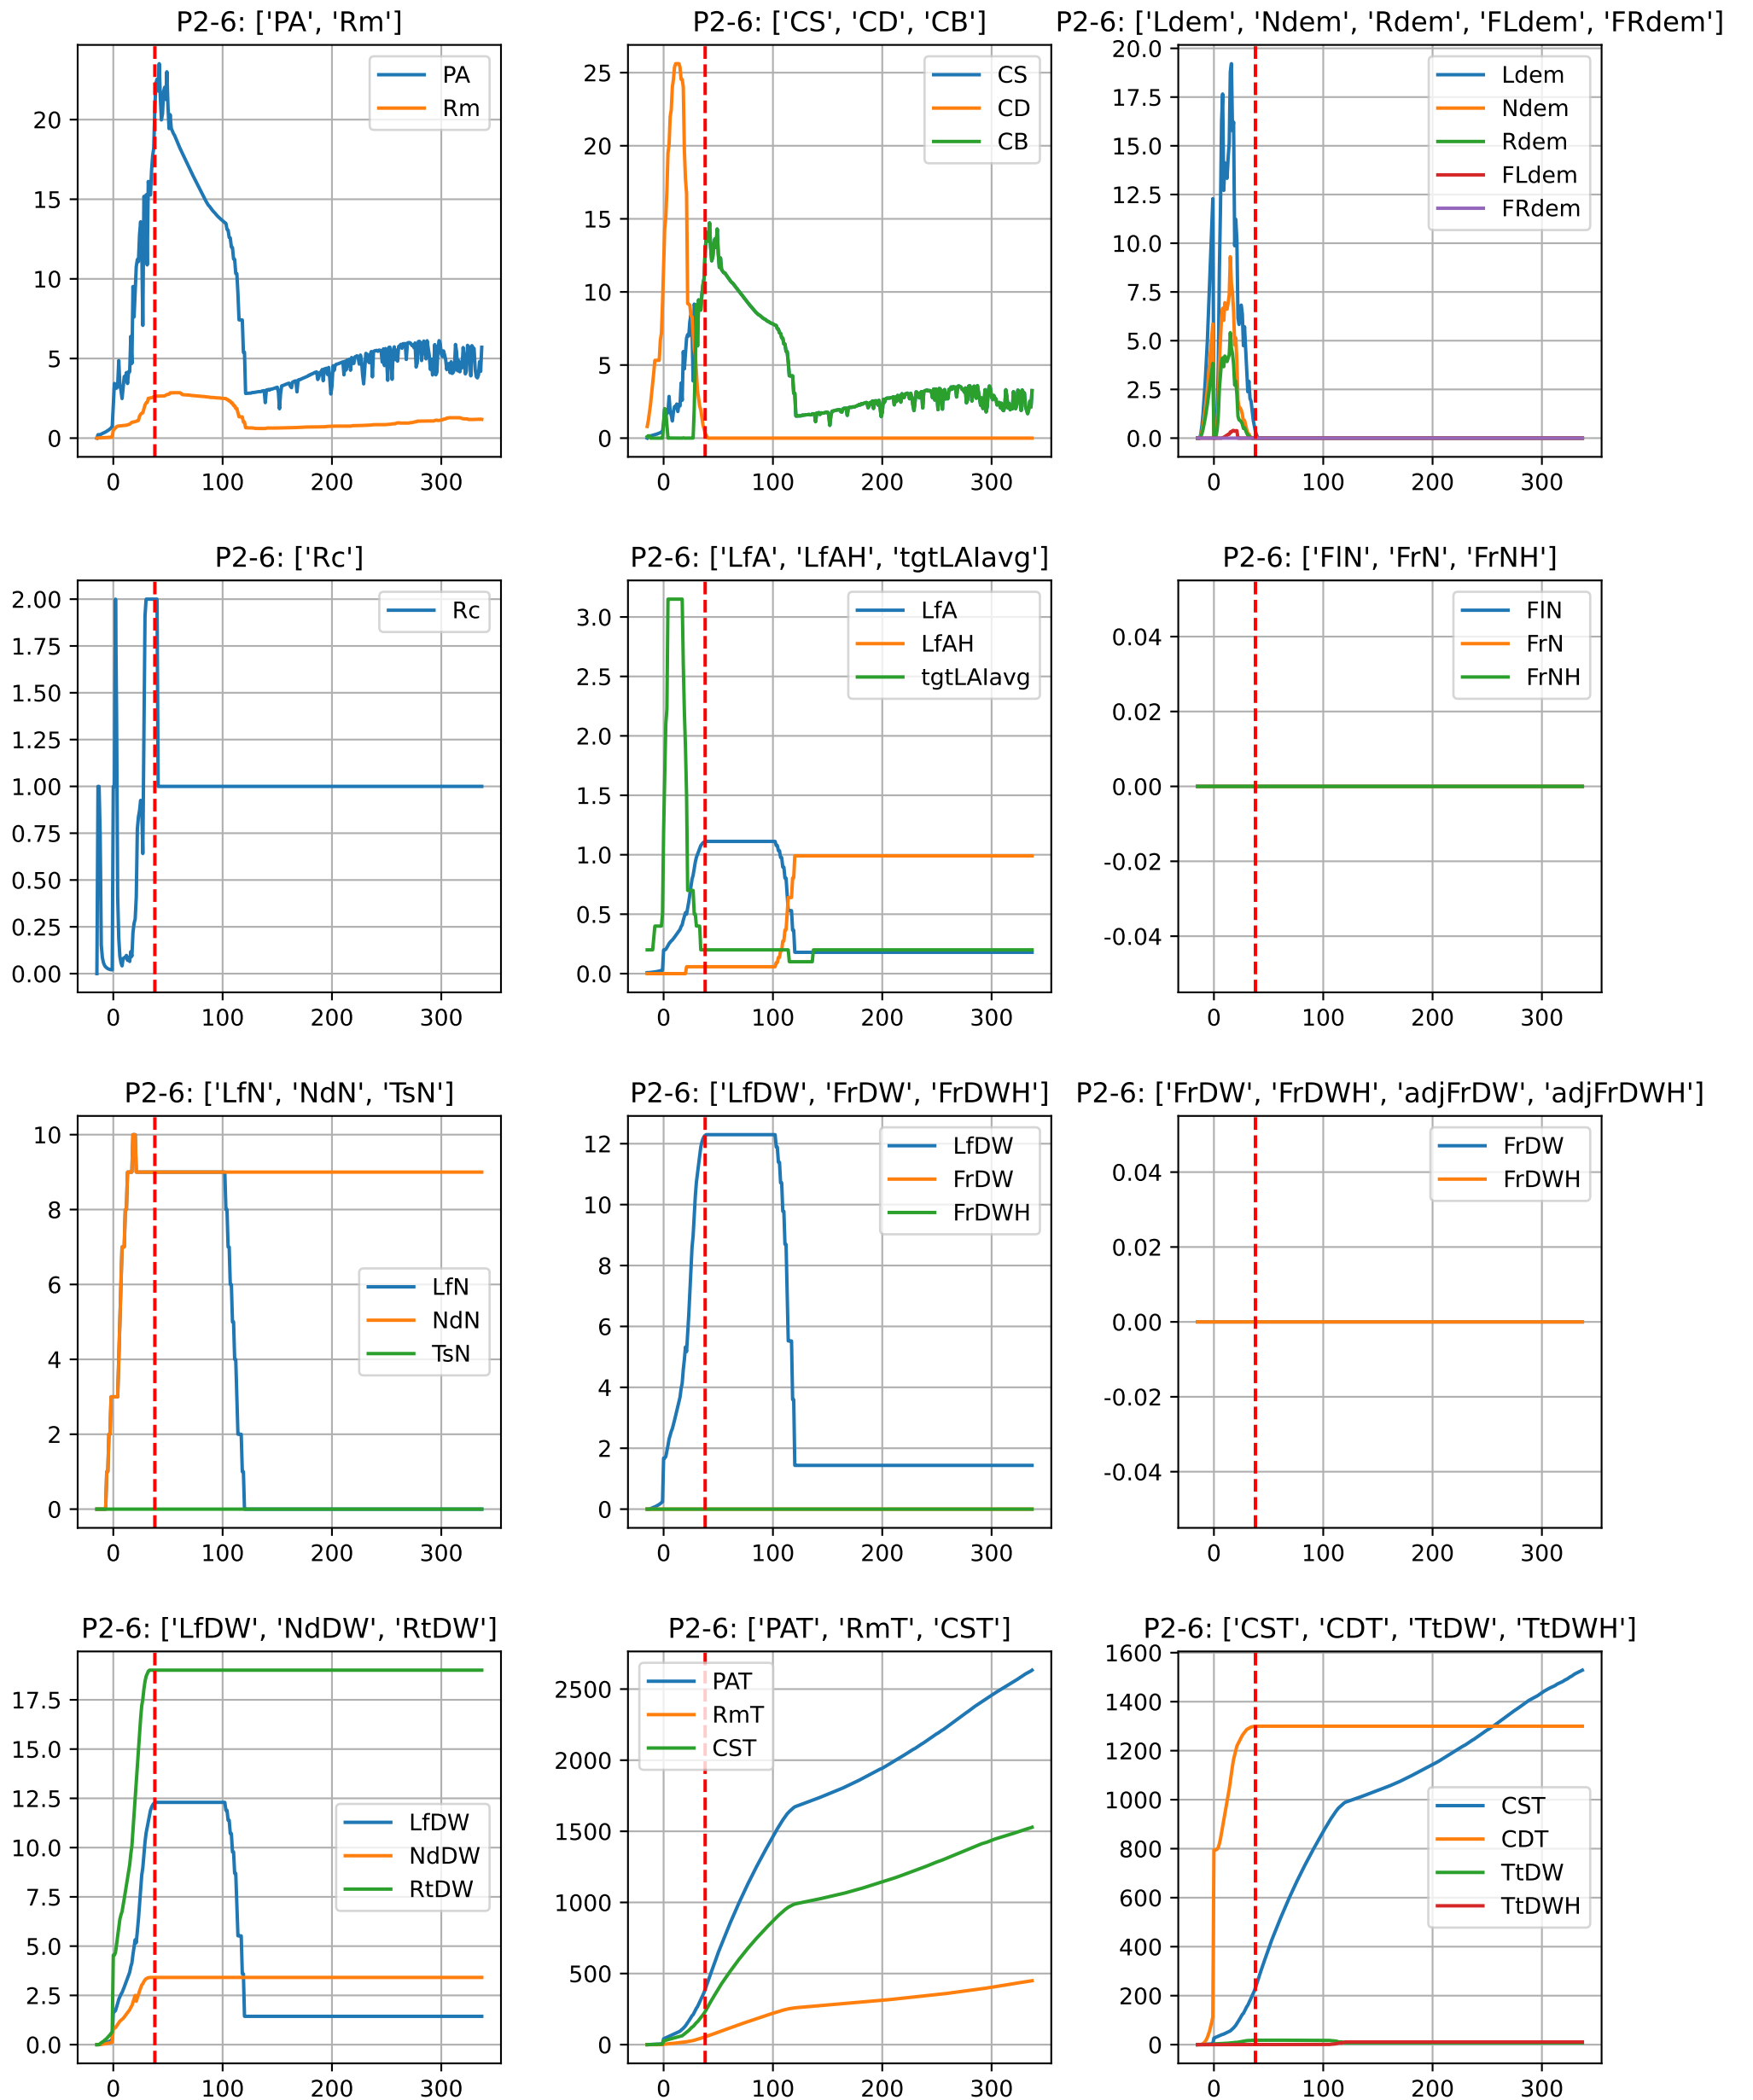 P2-6: ['PA', 'Rm'] P2-6: ['CS', 'CD', 'CB'] P2-6: ['Ldem', 'Ndem', 'Rdem', 'FLdem', 'FRdem']
PA
Rm
0
5
10
15
20
0 100 200 300
CS
CD
CB
0
5
10
15
20
25
0 100 200 300
Ldem
Ndem
Rdem
FLdem
FRdem
0.0
2.5
5.0
7.5
10.0
12.5
15.0
17.5
20.0
0 100 200 300
P2-6: ['Rc'] P2-6: ['LfA', 'LfAH', 'tgtLAIavg'] P2-6: ['FlN', 'FrN', 'FrNH']
Rc
0.00
0.25
0.50
0.75
1.00
1.25
1.50
1.75
2.00
0 100 200 300
LfA
LfAH
tgtLAIavg
0.0
0.5
1.0
1.5
2.0
2.5
3.0
0 100 200 300
FlN
FrN
FrNH
-0.04
-0.02
0.00
0.02
0.04
0 100 200 300
P2-6: ['LfN', 'NdN', 'TsN'] P2-6: ['LfDW', 'FrDW', 'FrDWH'] P2-6: ['FrDW', 'FrDWH', 'adjFrDW', 'adjFrDWH']
LfN
NdN
TsN
0
2
4
6
8
10
0 100 200 300
LfDW
FrDW
FrDWH
0
2
4
6
8
10
12
0 100 200 300
FrDW
FrDWH
-0.04
-0.02
0.00
0.02
0.04
0 100 200 300
P2-6: ['LfDW', 'NdDW', 'RtDW'] P2-6: ['PAT', 'RmT', 'CST'] P2-6: ['CST', 'CDT', 'TtDW', 'TtDWH']
LfDW
NdDW
RtDW
0.0
2.5
5.0
7.5
10.0
12.5
15.0
17.5
0 100 200 300
PAT
RmT
CST
0
500
1000
1500
2000
2500
0 100 200 300
CST
CDT
TtDW
TtDWH
0
200
400
600
800
1000
1200
1400
1600
0 100 200 300